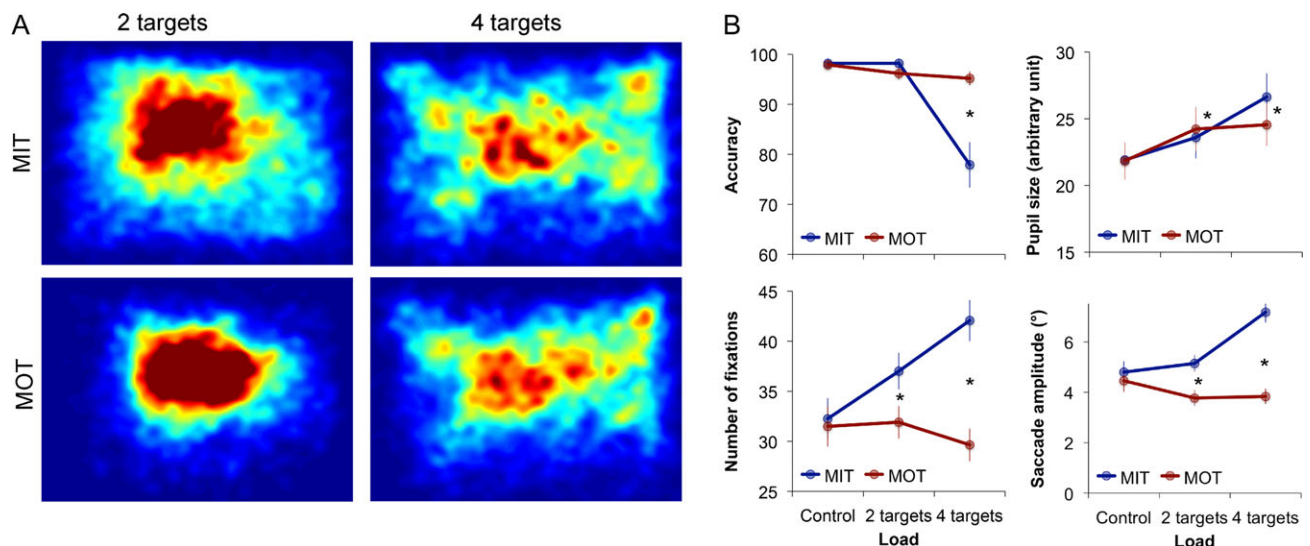 A
2 targets
4 targets
MIT
MOT
B
Accuracy
100
90
80
70
60
MIT
MOT
*
Pupil size (arbitrary unit)
30
25
20
15
MIT
MOT
*
*
Number of fixations
45
40
35
30
25
MIT
MOT
*
*
Control 2 targets 4 targets
Load
Saccade amplitude (°)
6
4
2
0
MIT
MOT
*
*
Control 2 targets 4 targets
Load